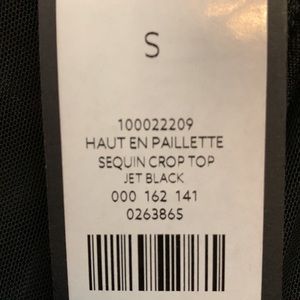 S
100022209
HAUT EN PAILLETTE
SEQUIN CROP TOP
JET BLACK
000 162 141
0263865